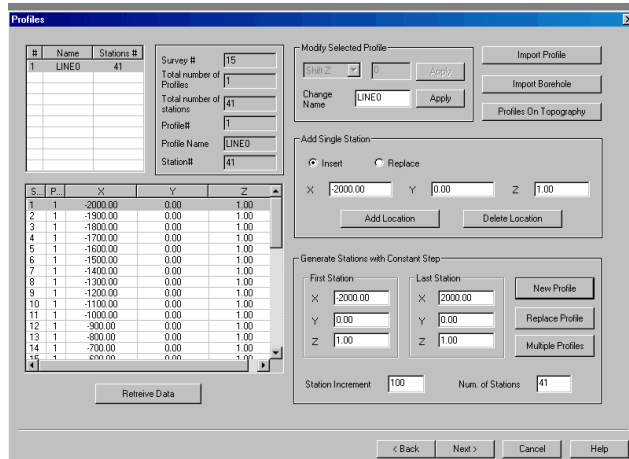 Profiles
# Name Stations #
1 LINE0 41
Survey # 15
Total number of Profiles 1
Total number of stations 41
Profile# 1
Profile Name LINE0
Station# 41
Modify Selected Profile
Shift Z 0 Apply
Change Name LINE0 Apply
Import Profile
Import Borehole
Profiles On Topography
Add Single Station
Insert Replace
X -2000.00 Y 0.00 Z 1.00
Add Location Delete Location
S... P... X Y Z
1 1 -2000.00 0.00 1.00
2 1 -1900.00 0.00 1.00
3 1 -1800.00 0.00 1.00
4 1 -1700.00 0.00 1.00
5 1 -1600.00 0.00 1.00
6 1 -1500.00 0.00 1.00
7 1 -1400.00 0.00 1.00
8 1 -1300.00 0.00 1.00
9 1 -1200.00 0.00 1.00
10 1 -1100.00 0.00 1.00
11 1 -1000.00 0.00 1.00
12 1 -900.00 0.00 1.00
13 1 -800.00 0.00 1.00
14 1 -700.00 0.00 1.00
15 1 -600.00 0.00 1.00
Retreive Data
Generate Stations with Constant Step
First Station
X -2000.00
Y 0.00
Z 1.00
Last Station
X 2000.00
Y 0.00
Z 1.00
New Profile
Replace Profile
Multiple Profiles
Station Increment 100 Num. of Stations 41
< Back Next > Cancel Help